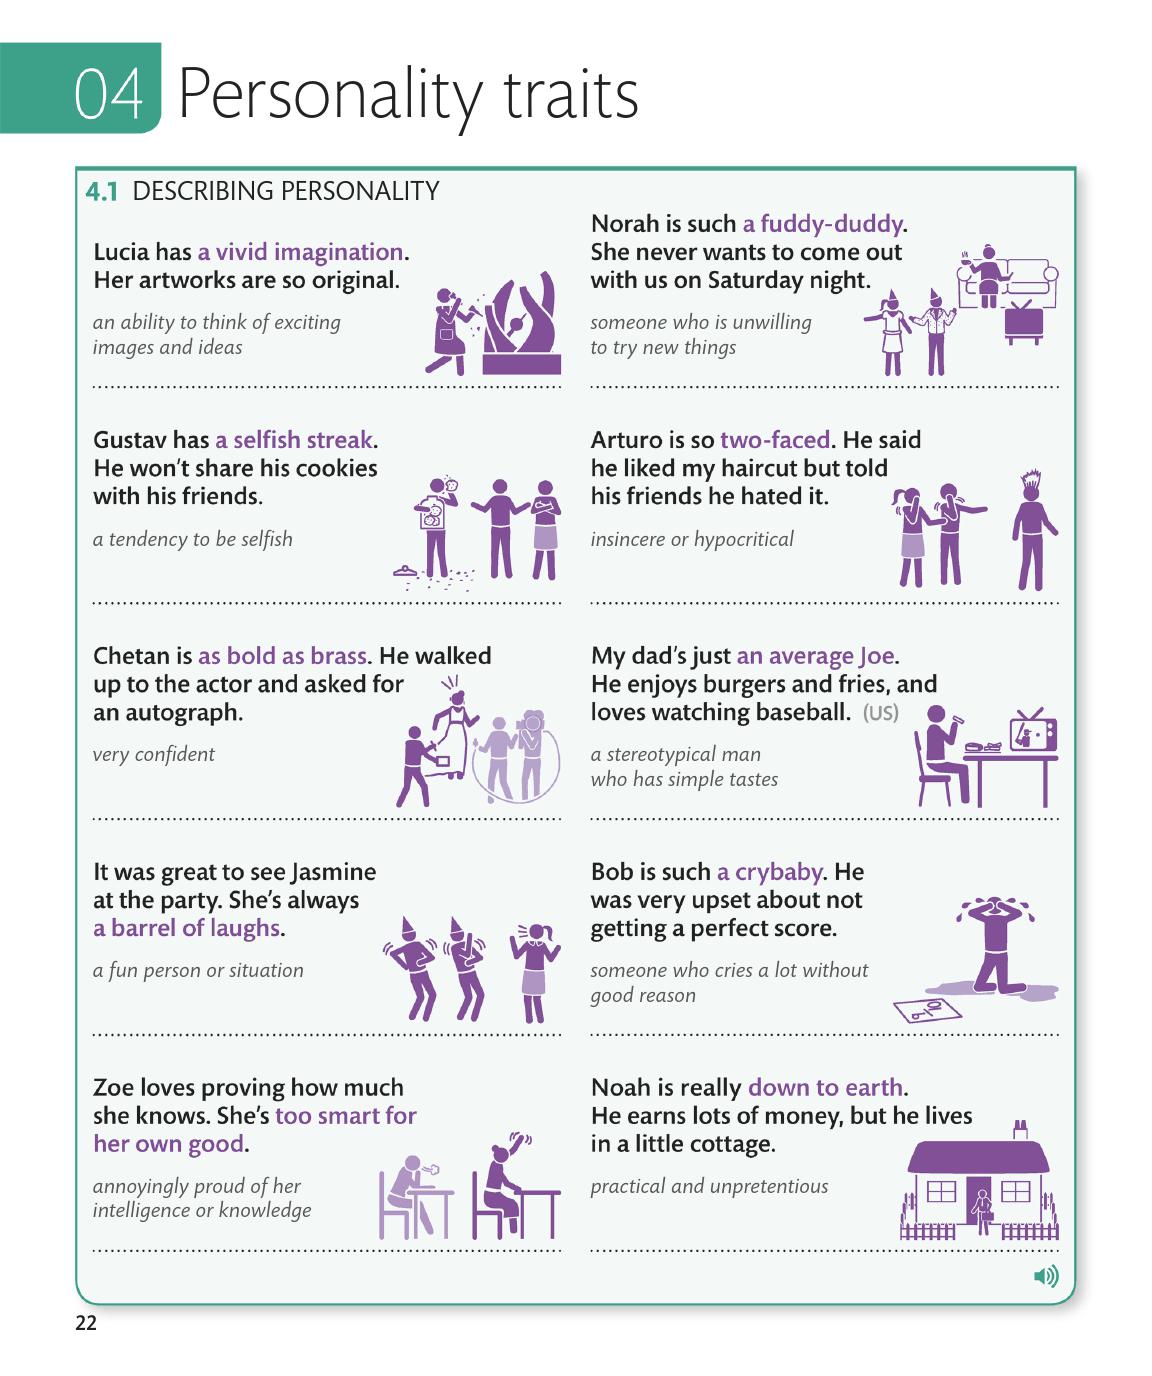 04 Personality traits
4.1 DESCRIBING PERSONALITY
Lucia has a vivid imagination.
Her artworks are so original.
an ability to think of exciting
images and ideas
Norah is such a fuddy-duddy.
She never wants to come out
with us on Saturday night.
someone who is unwilling
to try new things
Gustav has a selfish streak.
He won't share his cookies
with his friends.
a tendency to be selfish
Arturo is so two-faced. He said
he liked my haircut but told
his friends he hated it.
insincere or hypocritical
Chetan is as bold as brass. He walked
up to the actor and asked for
an autograph.
very confident
My dad's just an average Joe.
He enjoys burgers and fries, and
loves watching baseball. (US)
a stereotypical man
who has simple tastes
It was great to see Jasmine
at the party. She's always
a barrel of laughs.
a fun person or situation
Bob is such a crybaby. He
was very upset about not
getting a perfect score.
someone who cries a lot without
good reason
9/10
Zoe loves proving how much
she knows. She's too smart for
her own good.
annoyingly proud of her
intelligence or knowledge
Noah is really down to earth.
He earns lots of money, but he lives
in a little cottage.
practical and unpretentious
22